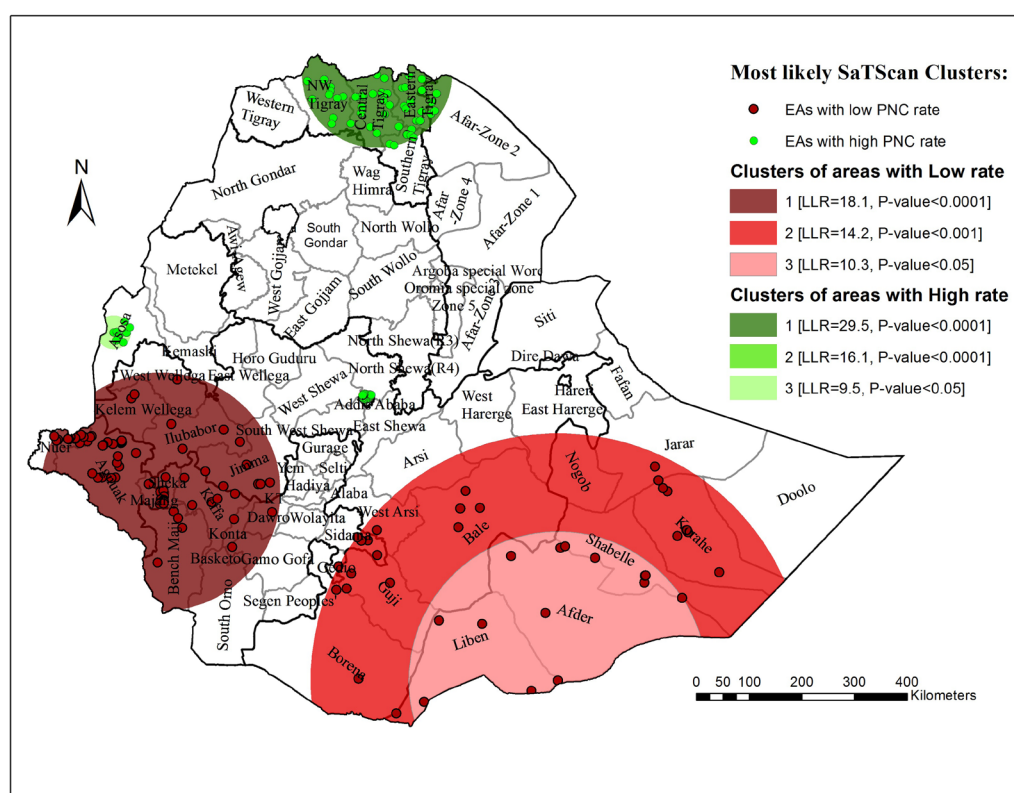 Most likely SaTScan Clusters:
EAs with low PNC rate
EAs with high PNC rate
Clusters of areas with Low rate
1 [LLR=18.1, P-value<0.0001]
2 [LLR=14.2, P-value<0.001]
3 [LLR=10.3, P-value<0.05]
Clusters of areas with High rate
1 [LLR=29.5, P-value<0.0001]
2 [LLR=16.1, P-value<0.0001]
3 [LLR=9.5, P-value<0.05]
N
NW
Tigray
Central
Tigray
Eastern
Tigray
Western
Tigray
Southern
Tigray
Afar-Zone 2
North Gondar
Wag
Himra
Afar
-Zone 4
Afar-Zone 1
South
Gondar
North Wollo
Metekel
West Gojjam
East Gojjam
South Wollo
Argoba special Word
Oromia special zone
Zone 5
Afar-Zone 3
Siti
Asosa
Kemashi
Horo Guduru
North Shewa(R3)
North Shewa(R4)
Dire Dawa
Fafan
West Wollega
East Wellega
West Shewa
Addis Ababa
East Shewa
West
Harerge
Hareri
East Harerge
Kelem Wellega
Ilubabor
South West Shewa
Arsi
Jarar
Nuer
Jimma
Gurage
Yem
Selti
Hadiya
Nogob
Doolo
Agnuak
Sheka
Majang
Keffa
KT
Alaba
West Arsi
Bale
Korahe
Dawro
Wolayita
Sidama
Konta
Shabelle
Bench Maji
Basketo
Gamo Gofa
Gedio
Guji
South Omo
Segen Peoples'
Afder
Liben
Borena
0 50 100 200 300 400
Kilometers